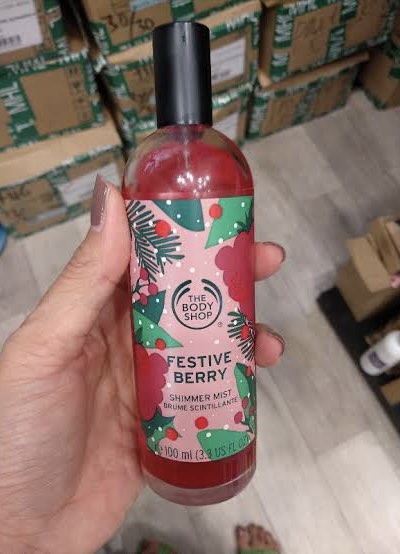 THE
BODY
SHOP
®
FESTIVE
BERRY
SHIMMER MIST
BRUME SCINTILLANTE
100 ml (3.3 US FL OZ)